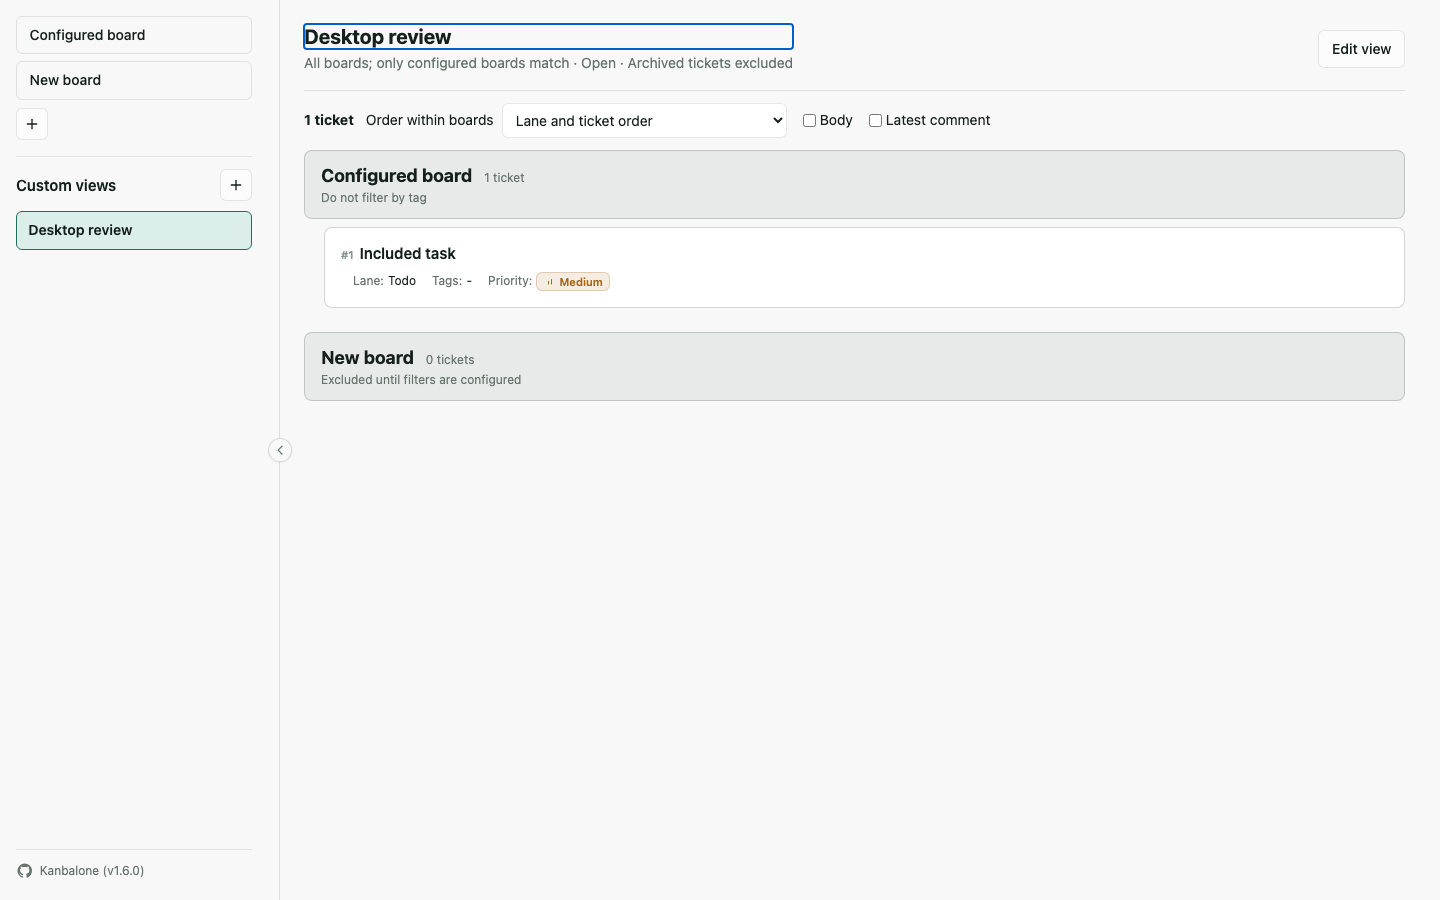 Configured board
New board
Custom views
Desktop review
Kanbalone (v1.6.0)
Desktop review
All boards; only configured boards match · Open · Archived tickets excluded
Edit view
1 ticket Order within boards Lane and ticket order Body Latest comment
Configured board 1 ticket
Do not filter by tag
#1 Included task
Lane: Todo Tags: - Priority: Medium
New board 0 tickets
Excluded until filters are configured